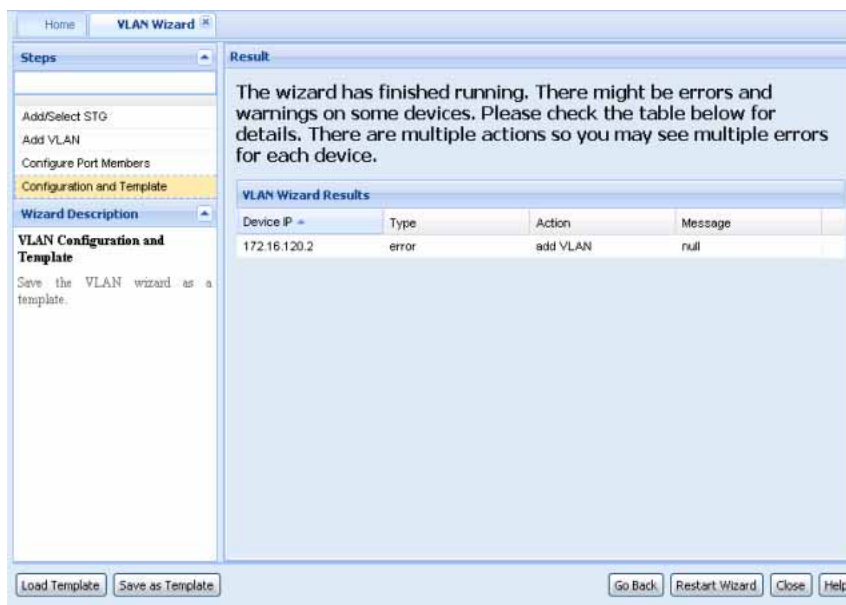 Home
VLAN Wizard
Steps
Add/Select STG
Add VLAN
Configure Port Members
Configuration and Template
Wizard Description
VLAN Configuration and
Template
Save the VLAN wizard as a
template.
Result
The wizard has finished running. There might be errors and
warnings on some devices. Please check the table below for
details. There are multiple actions so you may see multiple errors
for each device.
VLAN Wizard Results
Device IP Type Action Message
172.16.120.2 error add VLAN null
Load Template Save as Template Go Back Restart Wizard Close Help